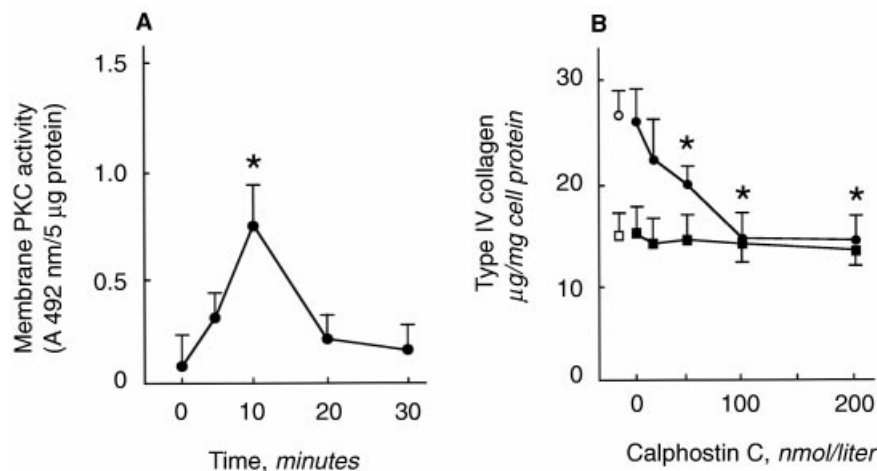 A
Membrane PKC activity
(A 492 nm/5 μg protein)
1.5
1.0
0.5
0
*
0 10 20 30
Time, minutes
B
Type IV collagen
μg/mg cell protein
30
20
10
0
*
*
*
0 100 200
Calphostin C, nmol/liter